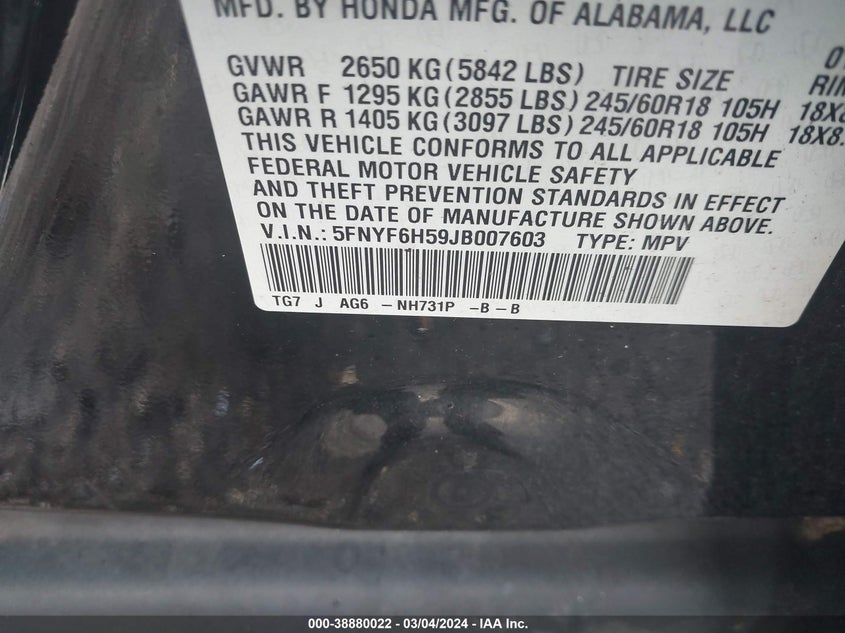 MFD. BY HONDA MFG. OF ALABAMA, LLC
GVWR 2650 KG (5842 LBS) TIRE SIZE
GAWR F 1295 KG (2855 LBS) 245/60R18 105H
GAWR R 1405 KG (3097 LBS) 245/60R18 105H
THIS VEHICLE CONFORMS TO ALL APPLICABLE
FEDERAL MOTOR VEHICLE SAFETY
AND THEFT PREVENTION STANDARDS IN EFFECT
ON THE DATE OF MANUFACTURE SHOWN ABOVE.
V.I.N.: 5FNYF6H59JB007603 TYPE: MPV
TG7 J AG6 -NH731P -B-B
000-38880022 - 03/04/2024 - IAA Inc.